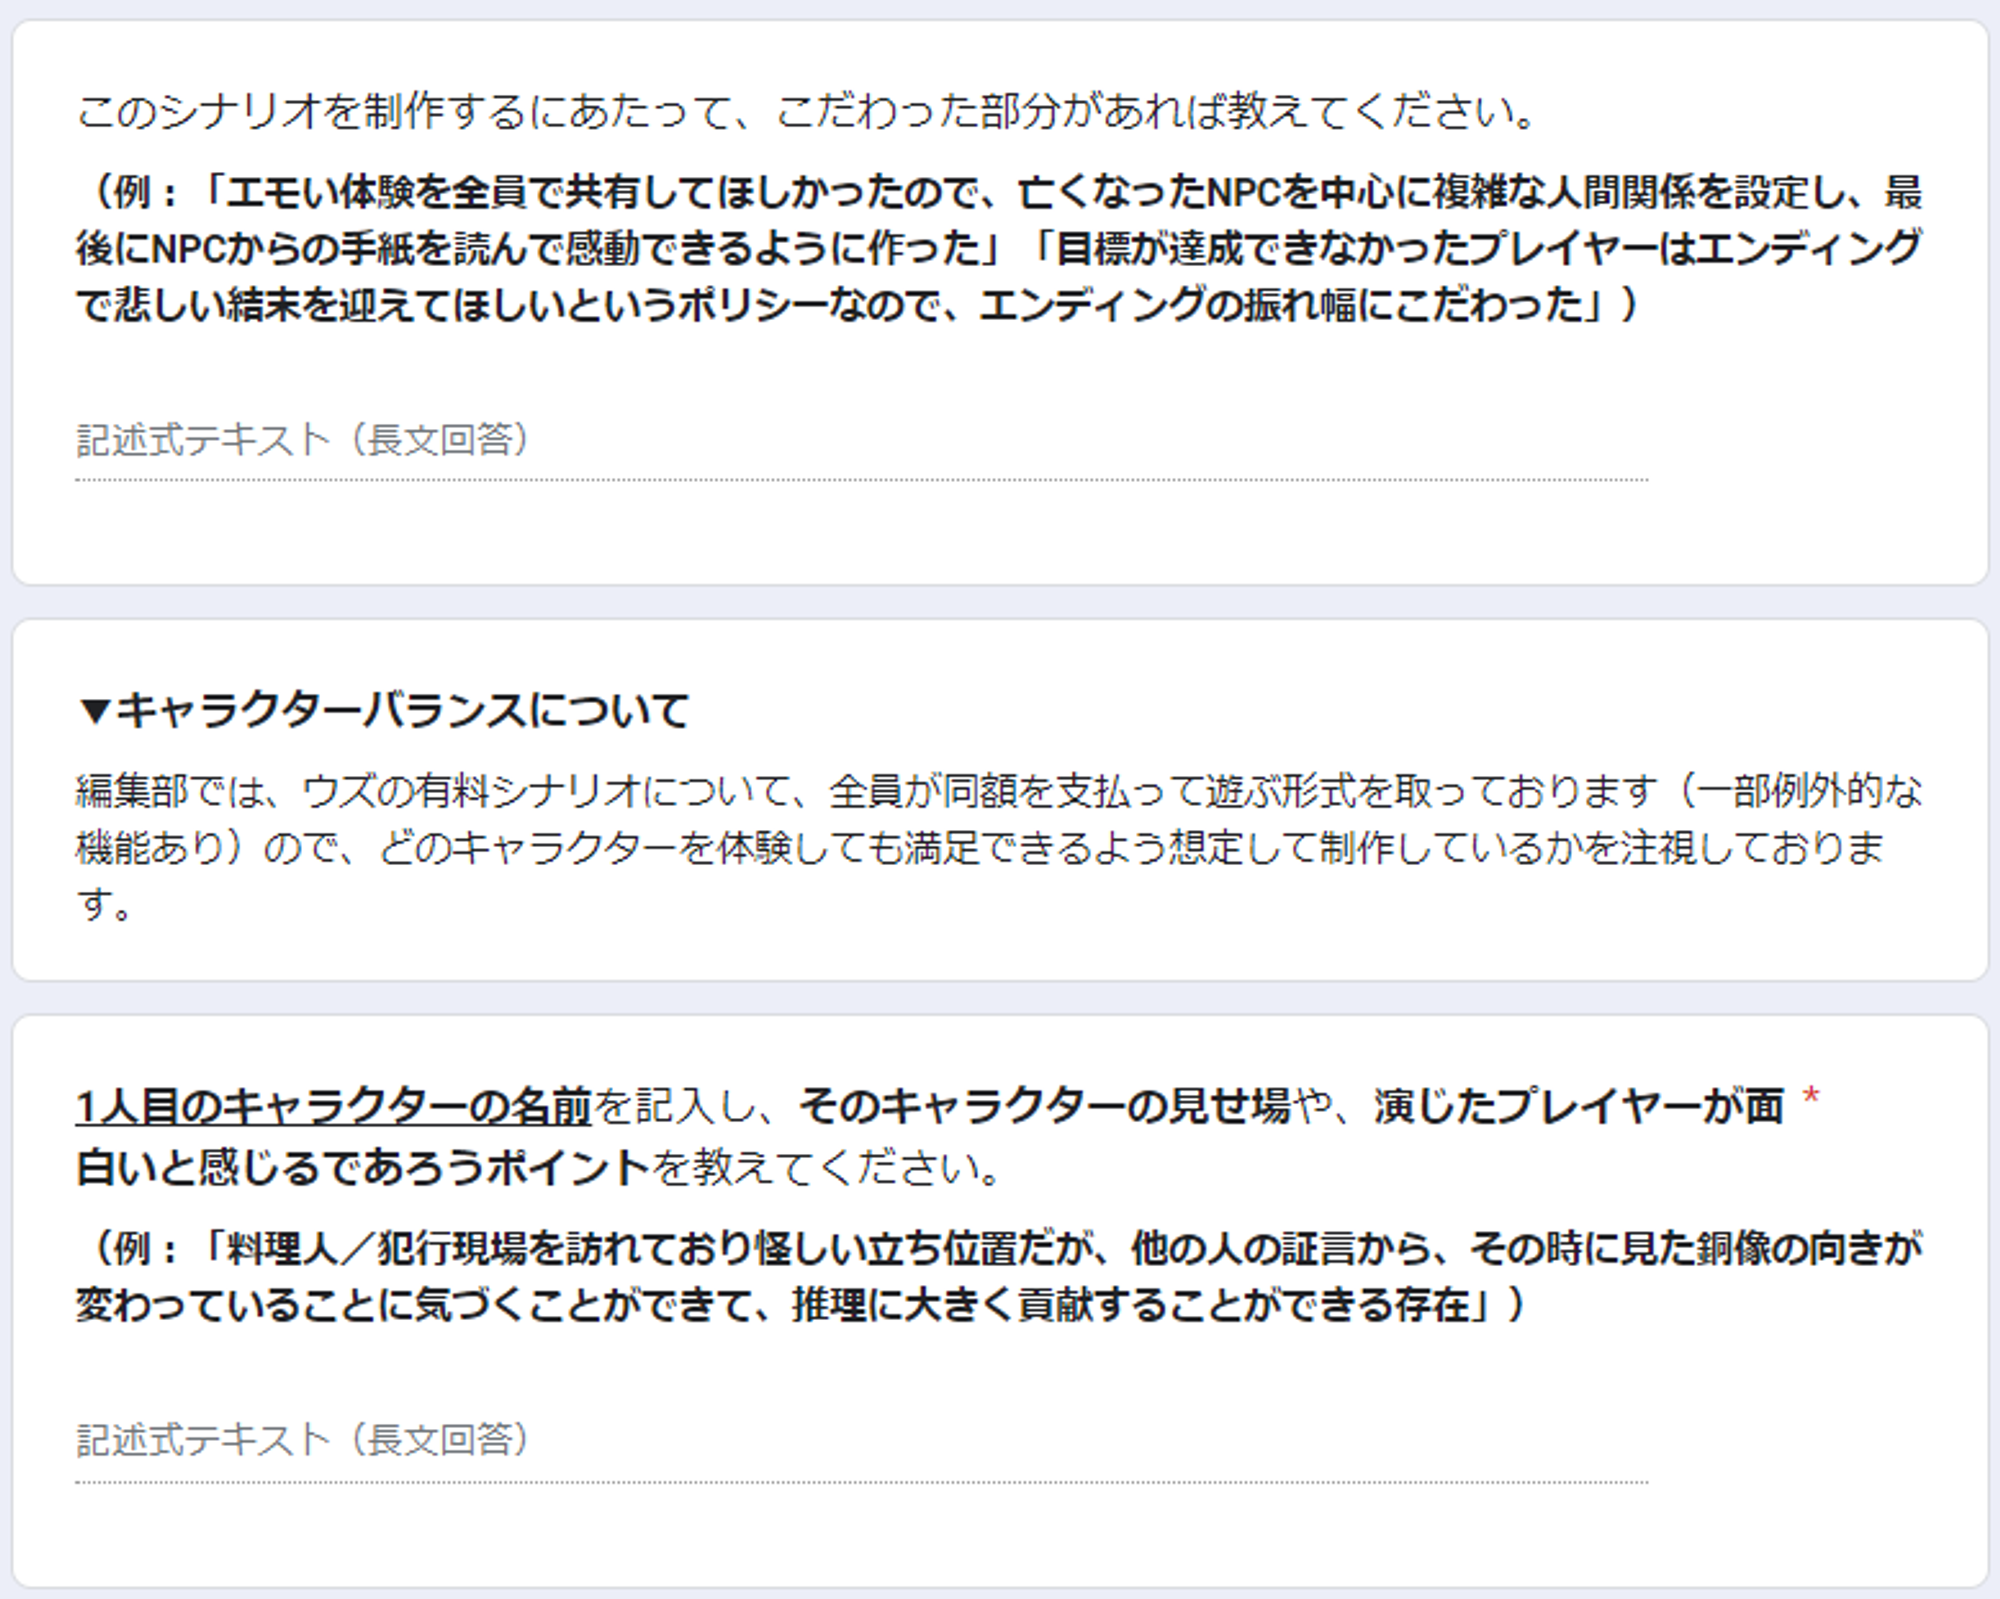 このシナリオを制作するにあたって、こだわった部分があれば教えてください。
（例：「エモい体験を全員で共有してほしかったので、亡くなったNPCを中心に複雑な人間関係を設定し、最
後にNPCからの手紙を読んで感動できるように作った」「目標が達成できなかったプレイヤーはエンディング
で悲しい結末を迎えてほしいというポリシーなので、エンディングの振れ幅にこだわった」）
記述式テキスト（長文回答）
▼キャラクターバランスについて
編集部では、ウズの有料シナリオについて、全員が同額を支払って遊ぶ形式を取っております（一部例外的な
機能あり）ので、どのキャラクターを体験しても満足できるよう想定して制作しているかを注視しておりま
す。
1人目のキャラクターの名前を記入し、そのキャラクターの見せ場や、演じたプレイヤーが面 *
白いと感じるであろうポイントを教えてください。
（例：「料理人／犯行現場を訪れており怪しい立ち位置だが、他の人の証言から、その時に見た銅像の向きが
変わっていることに気づくことができて、推理に大きく貢献することができる存在」）
記述式テキスト（長文回答）